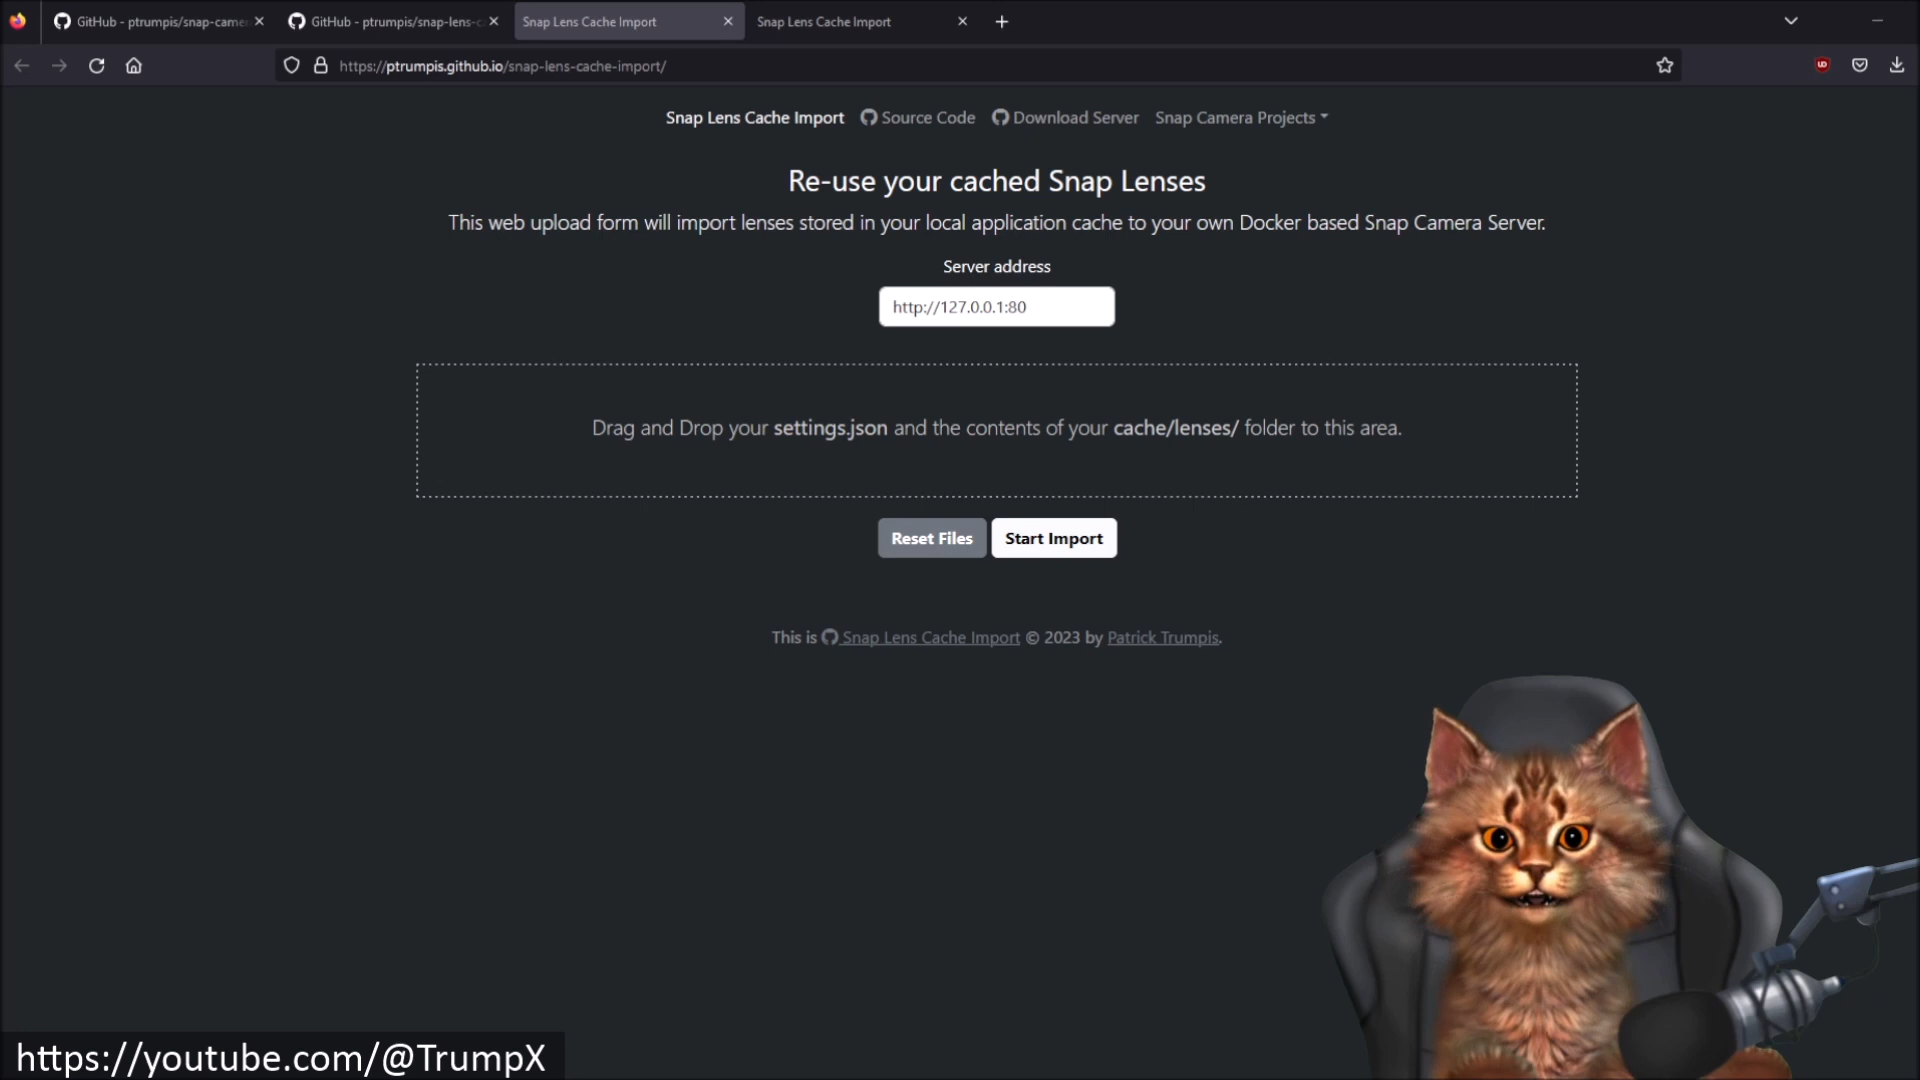 GitHub - ptrumpis/snap-camer
GitHub - ptrumpis/snap-lens-c
Snap Lens Cache Import
Snap Lens Cache Import
https://ptrumpis.github.io/snap-lens-cache-import/
Snap Lens Cache Import
Source Code
Download Server
Snap Camera Projects
Re-use your cached Snap Lenses
This web upload form will import lenses stored in your local application cache to your own Docker based Snap Camera Server.
Server address
http://127.0.0.1:80
Drag and Drop your settings.json and the contents of your cache/lenses/ folder to this area.
Reset Files
Start Import
This is Snap Lens Cache Import © 2023 by Patrick Trumpis.
https://youtube.com/@TrumpX